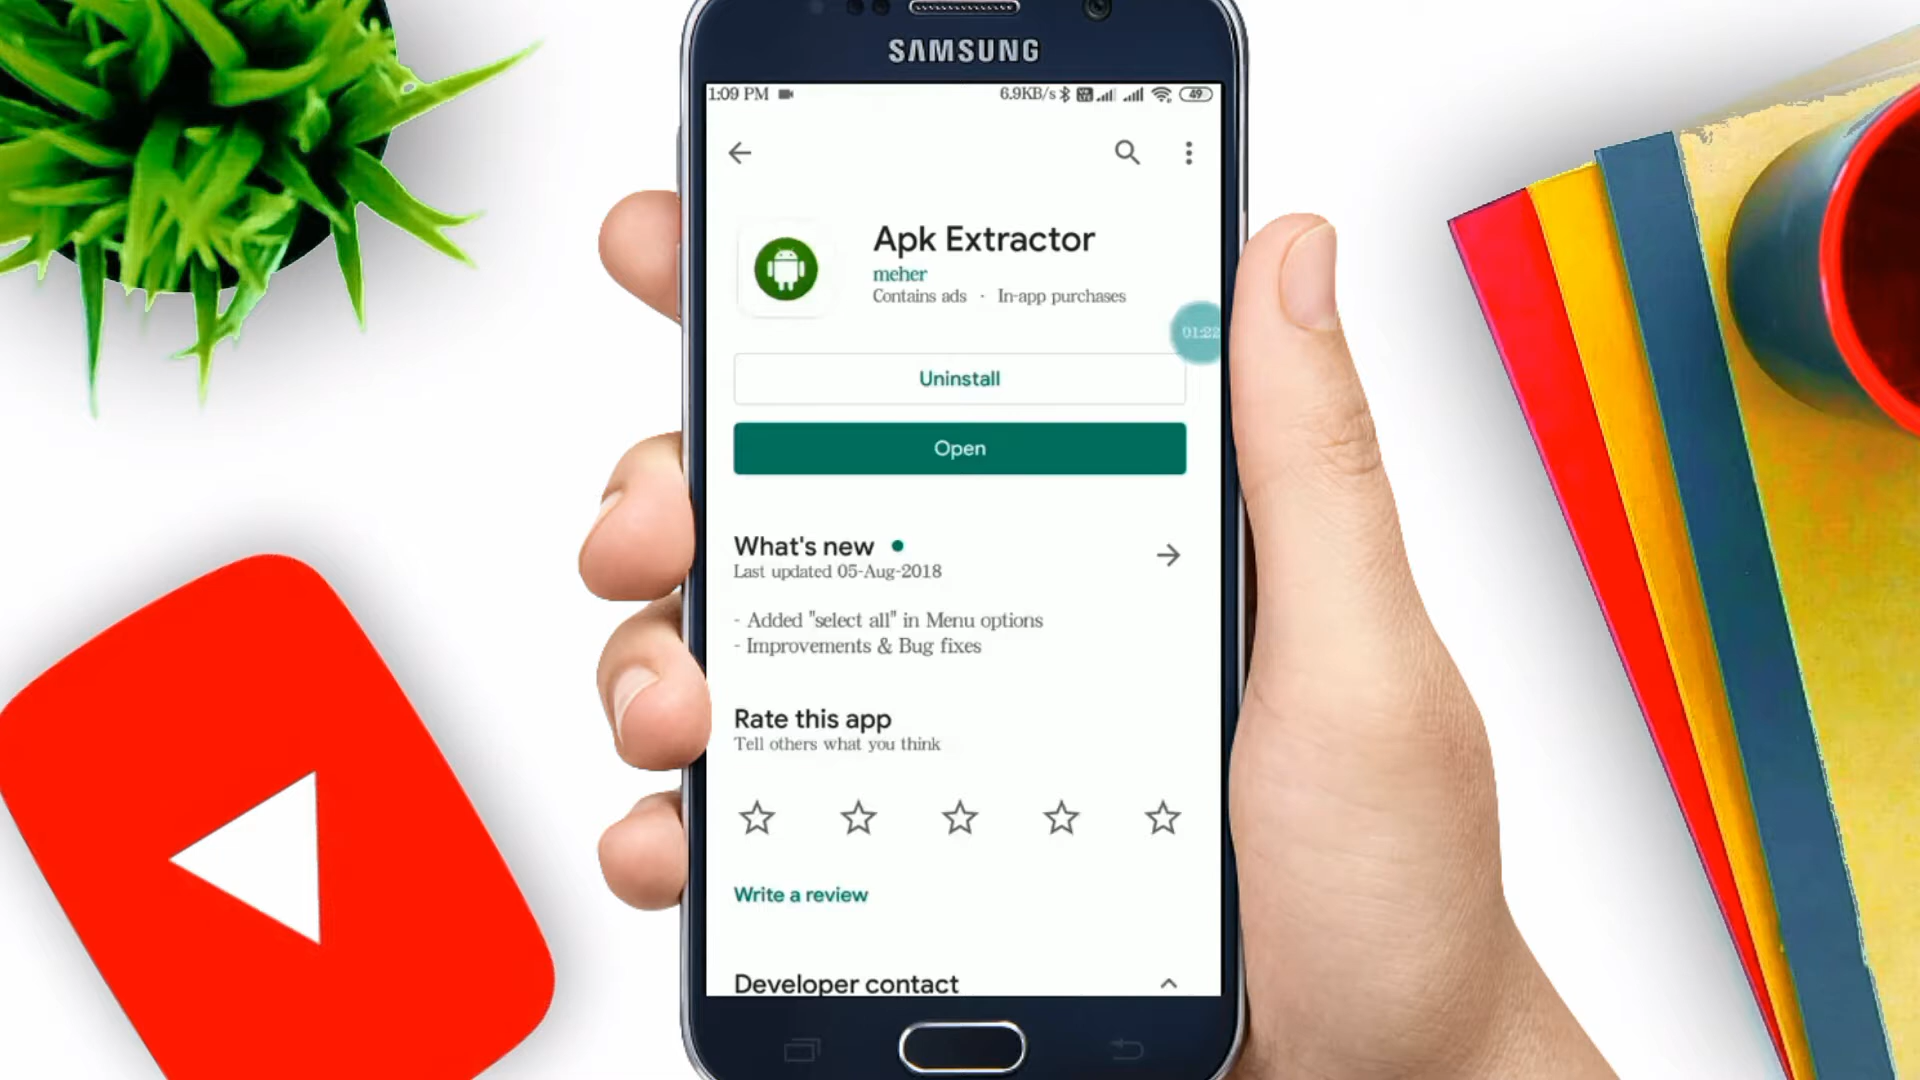 SAMSUNG
1:09 PM
6.9KB/s
49
Apk Extractor
meher
Contains ads · In-app purchases
01:22
Uninstall
Open
What's new
Last updated 05-Aug-2018
- Added "select all" in Menu options
- Improvements & Bug fixes
Rate this app
Tell others what you think
Write a review
Developer contact